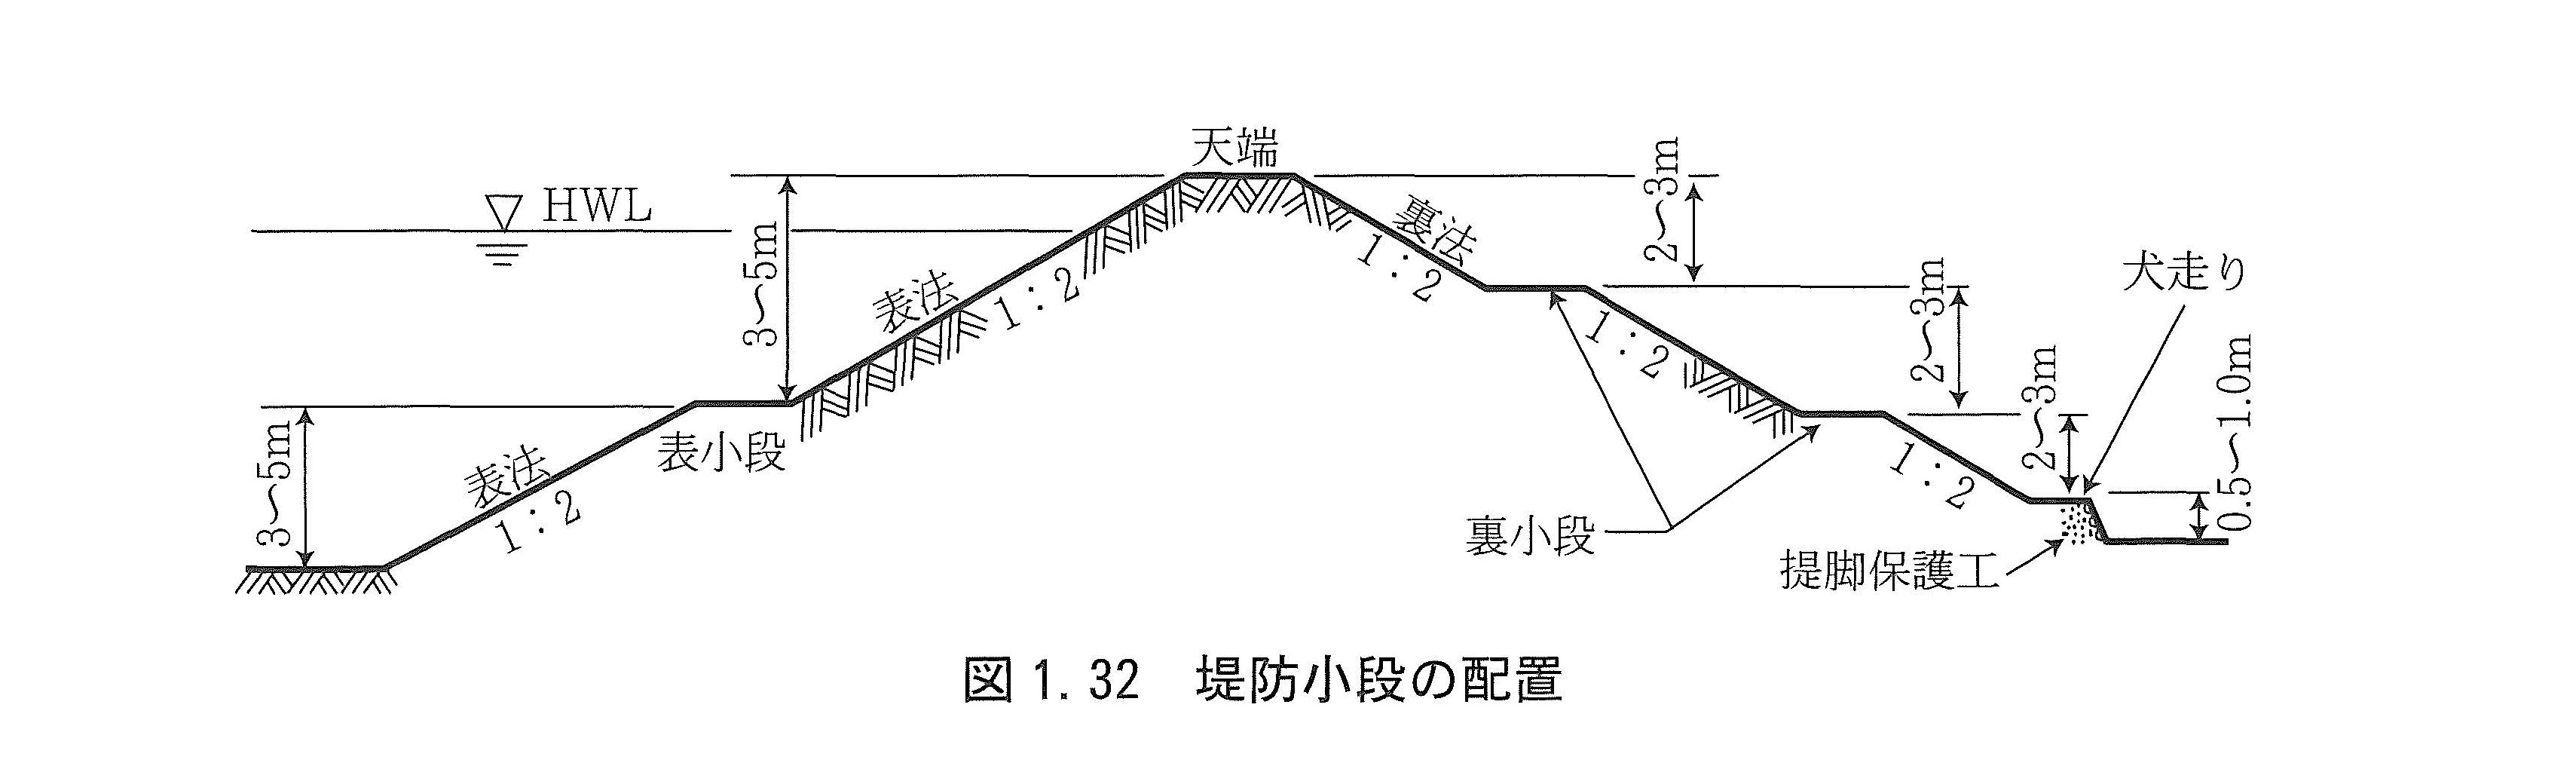 天端
HWL
3～5m
表法
1：2
表小段
3～5m
表法
1：2
裏法
1：2
2～3m
1：2
2～3m
裏小段
1：2
2～3m
犬走り
0.5～1.0m
提脚保護工
図1.32　堤防小段の配置